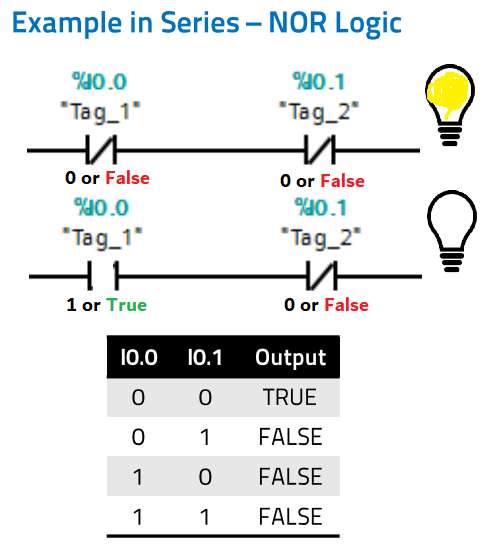 Example in Series – NOR Logic
%I0.0 %I0.1
"Tag_1" "Tag_2"
0 or False 0 or False
%I0.0 %I0.1
"Tag_1" "Tag_2"
1 or True 0 or False
I0.0 I0.1 Output
0 0 TRUE
0 1 FALSE
1 0 FALSE
1 1 FALSE